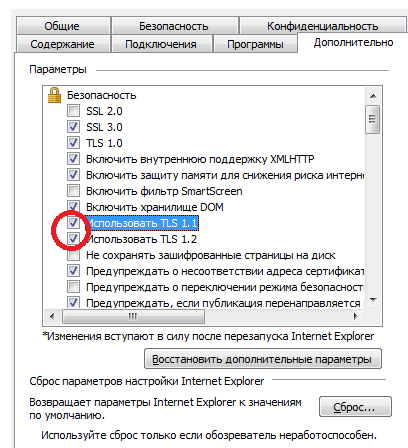 Общие Безопасность Конфиденциальность
Содержание Подключения Программы Дополнительно
Параметры
Безопасность
SSL 2.0
SSL 3.0
TLS 1.0
Включить внутреннюю поддержку XMLHTTP
Включить защиту памяти для снижения риска интерн
Включить фильтр SmartScreen
Включить хранилище DOM
Использовать TLS 1.1
Использовать TLS 1.2
Не сохранять зашифрованные страницы на диск
Предупреждать о несоответствии адреса сертификат
Предупреждать о переключении режима безопасност
Предупреждать, если публикация перенаправляется
*Изменения вступают в силу после перезапуска Internet Explorer
Восстановить дополнительные параметры
Сброс параметров настройки Internet Explorer
Возвращает параметры Internet Explorer к значениям
по умолчанию.
Сброс...
Используйте сброс только если обозреватель неработоспособен.